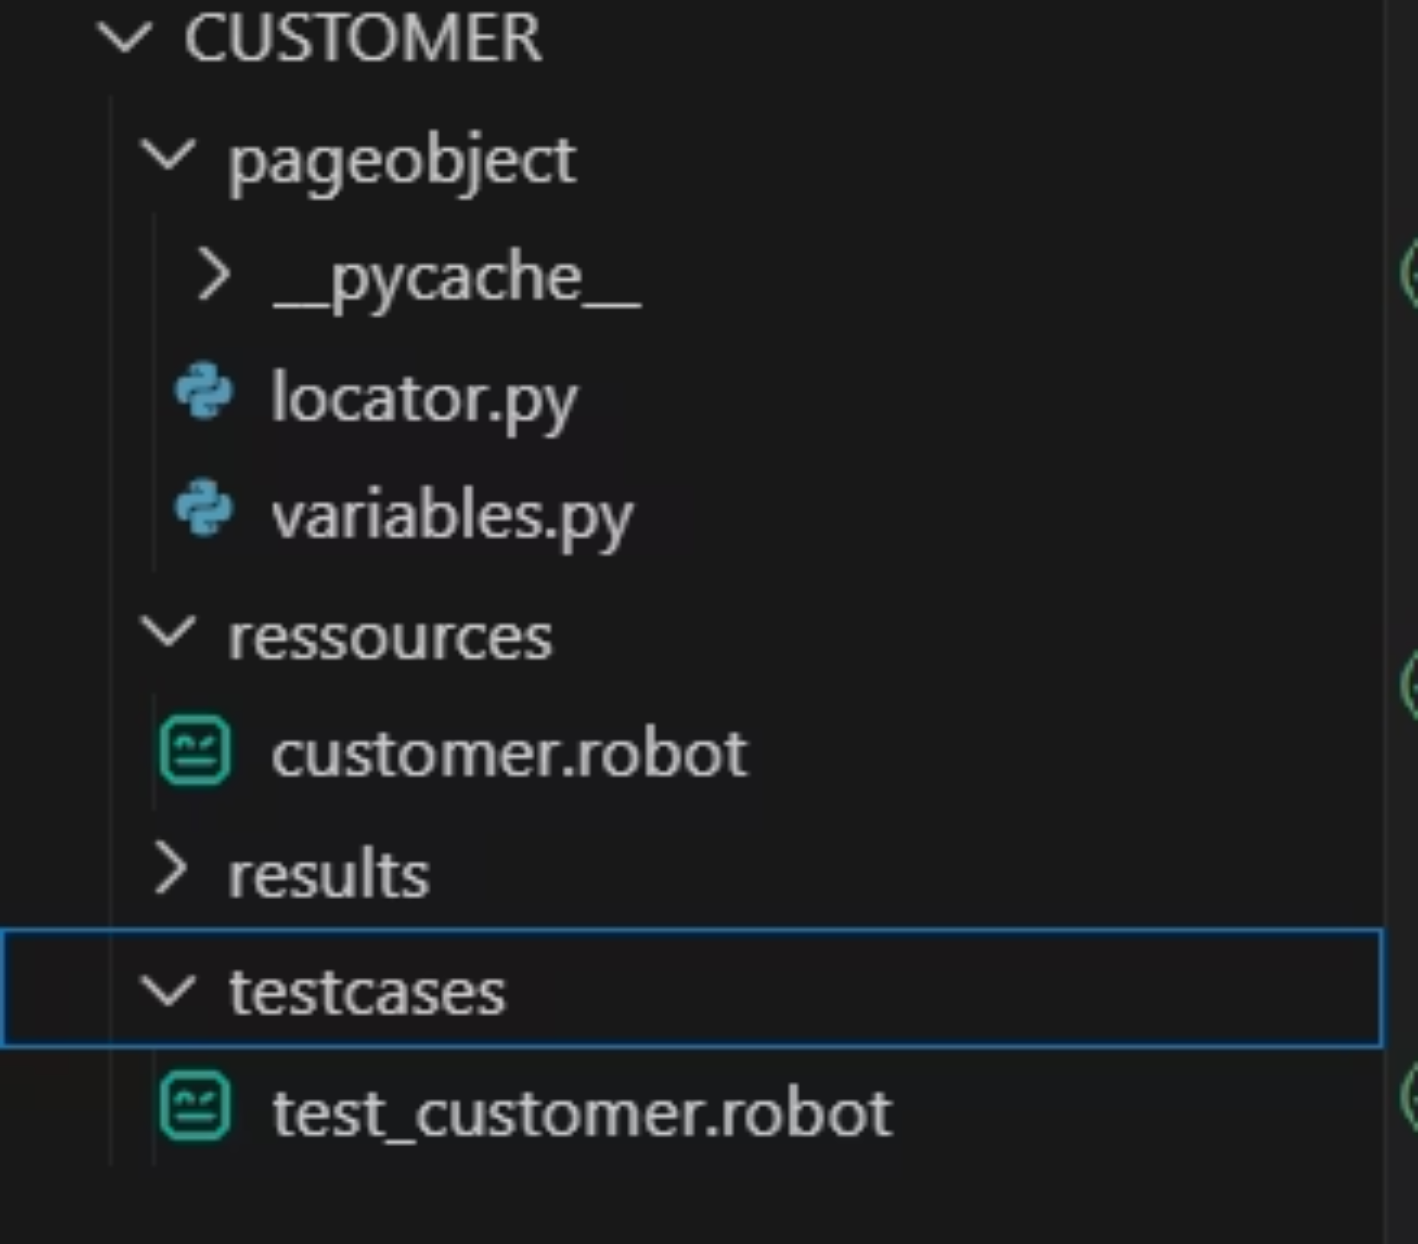 CUSTOMER
pageobject
__pycache__
locator.py
variables.py
ressources
customer.robot
results
testcases
test_customer.robot